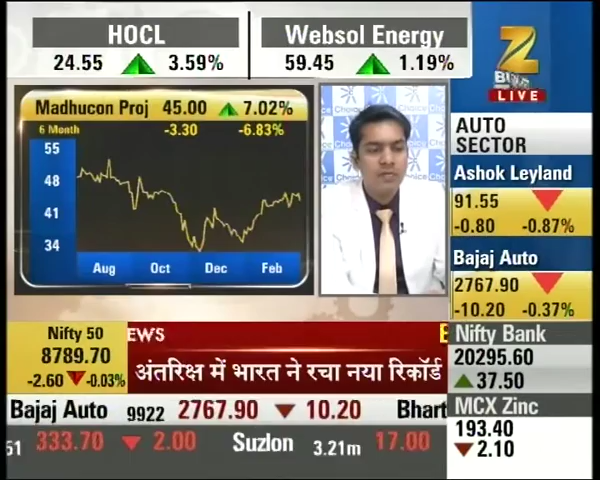 HOCL
24.55 3.59%
Websol Energy
59.45 1.19%
LIVE
Madhucon Proj 45.00 7.02%
6 Month -3.30 -6.83%
55
48
41
34
Aug Oct Dec Feb
AUTO
SECTOR
Ashok Leyland
91.55
-0.80 -0.87%
Bajaj Auto
2767.90
-10.20 -0.37%
Nifty 50
8789.70
-2.60 -0.03%
EWS
अंतरिक्ष में भारत ने रचा नया रिकॉर्ड
Nifty Bank
20295.60
37.50
MCX Zinc
193.40
2.10
Bajaj Auto 9922 2767.90 10.20 Bhart
51 333.70 2.00 Suzlon 3.21m 17.00